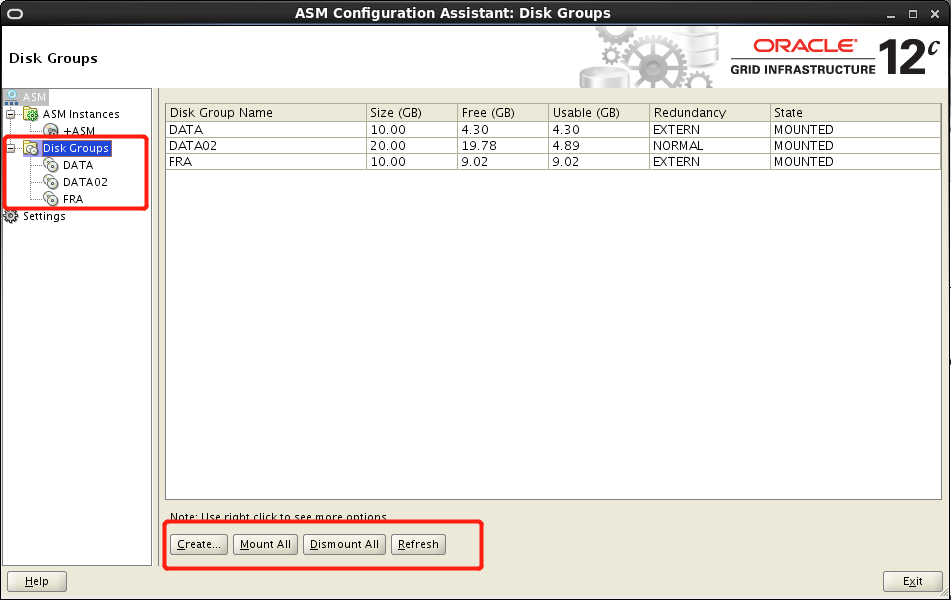 ASM Configuration Assistant: Disk Groups
Disk Groups
ORACLE
GRID INFRASTRUCTURE 12c
ASM
ASM Instances
+ASM
Disk Groups
DATA
DATA02
FRA
Settings
Disk Group Name Size (GB) Free (GB) Usable (GB) Redundancy State
DATA 10.00 4.30 4.30 EXTERN MOUNTED
DATA02 20.00 19.78 4.89 NORMAL MOUNTED
FRA 10.00 9.02 9.02 EXTERN MOUNTED
Note: Use right click to see more options
Create... Mount All Dismount All Refresh
Help Exit